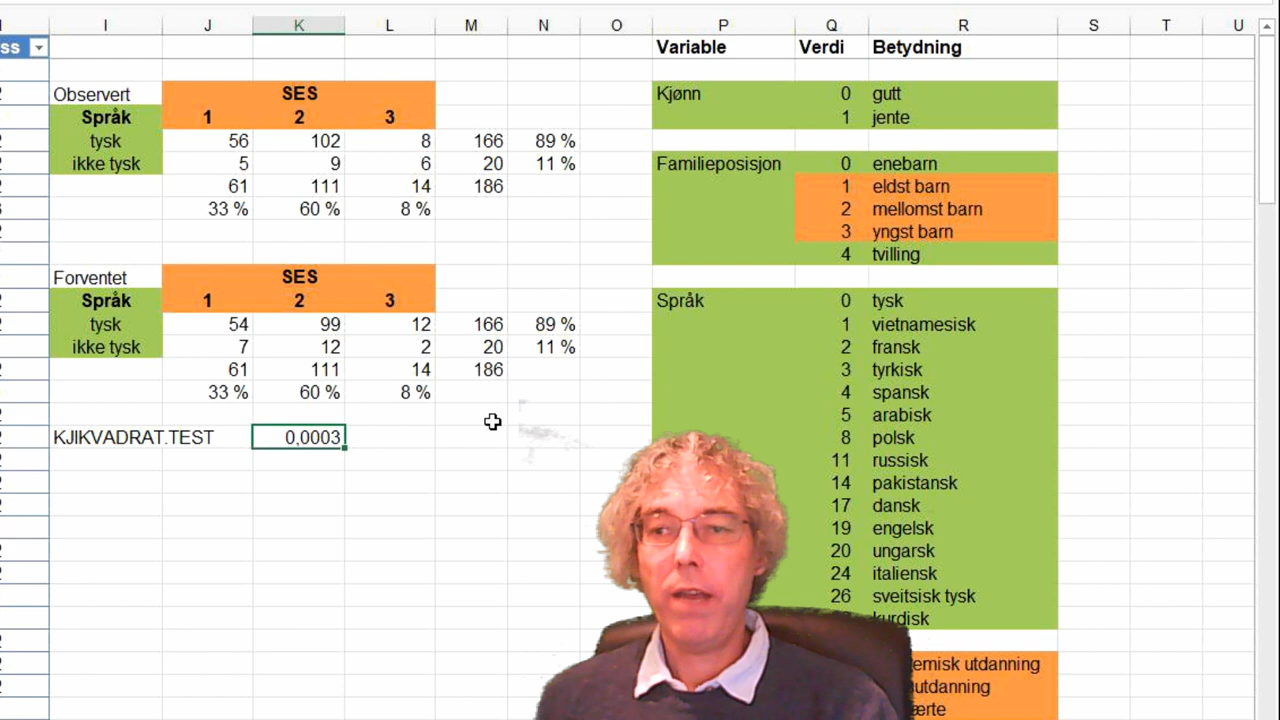 I J K L M N O P Q R S T U
ss Variable Verdi Betydning
Observert SES Kjønn 0 gutt
Språk 1 2 3 1 jente
tysk 56 102 8 166 89 %
ikke tysk 5 9 6 20 11 % Familieposisjon 0 enebarn
61 111 14 186 1 eldst barn
33 % 60 % 8 % 2 mellomst barn
3 yngst barn
4 tvilling
Forventet SES
Språk 1 2 3 Språk 0 tysk
tysk 54 99 12 166 89 % 1 vietnamesisk
ikke tysk 7 12 2 20 11 % 2 fransk
61 111 14 186 3 tyrkisk
33 % 60 % 8 % 4 spansk
5 arabisk
KJIKVADRAT.TEST 0,0003 8 polsk
11 russisk
14 pakistansk
17 dansk
19 engelsk
20 ungarsk
24 italiensk
26 sveitsisk tysk
kurdisk
emisk utdanning
utdanning
ærte